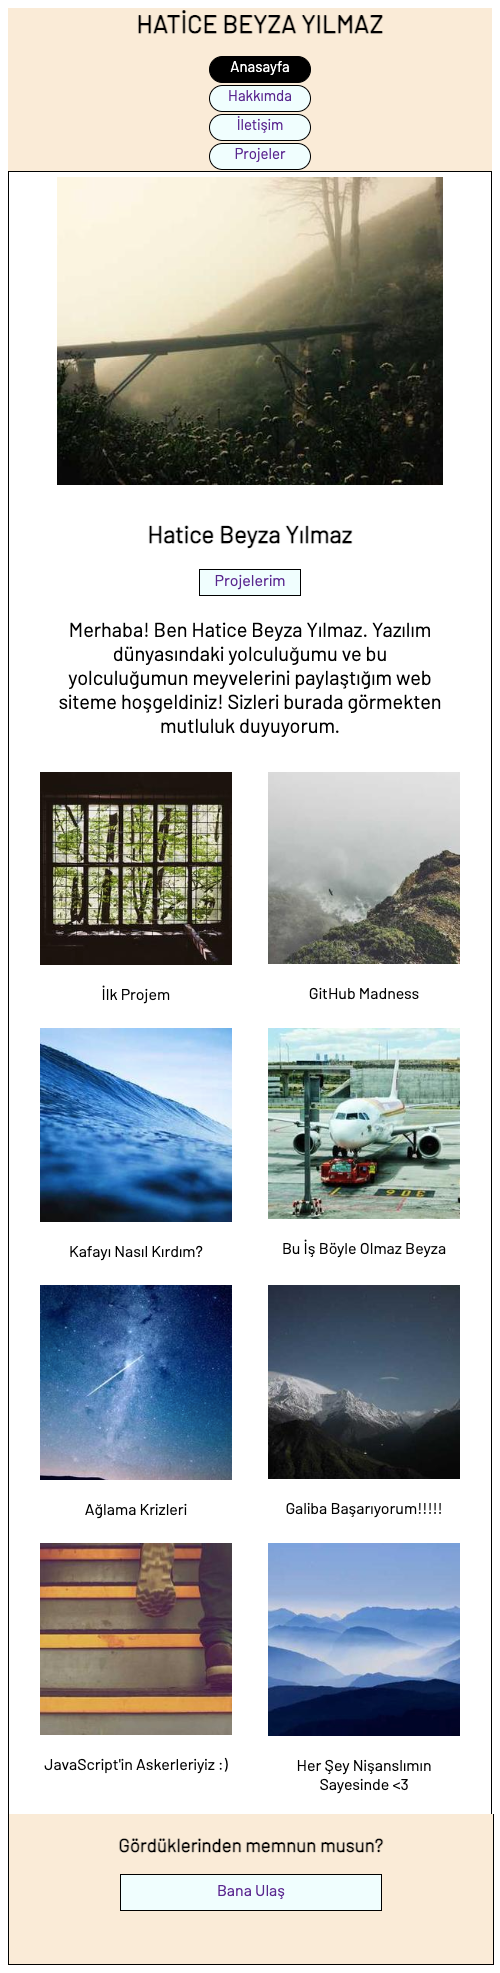 HATİCE BEYZA YILMAZ
Anasayfa
Hakkımda
İletişim
Projeler
Hatice Beyza Yılmaz
Projelerim
Merhaba! Ben Hatice Beyza Yılmaz. Yazılım
dünyasındaki yolculuğumu ve bu
yolculuğumun meyvelerini paylaştığım web
siteme hoşgeldiniz! Sizleri burada görmekten
mutluluk duyuyorum.
İlk Projem
GitHub Madness
Kafayı Nasıl Kırdım?
Bu İş Böyle Olmaz Beyza
Ağlama Krizleri
Galiba Başarıyorum!!!!!
JavaScript'in Askerleriyiz :)
Her Şey Nişanslımın
Sayesinde <3
Gördüklerinden memnun musun?
Bana Ulaş